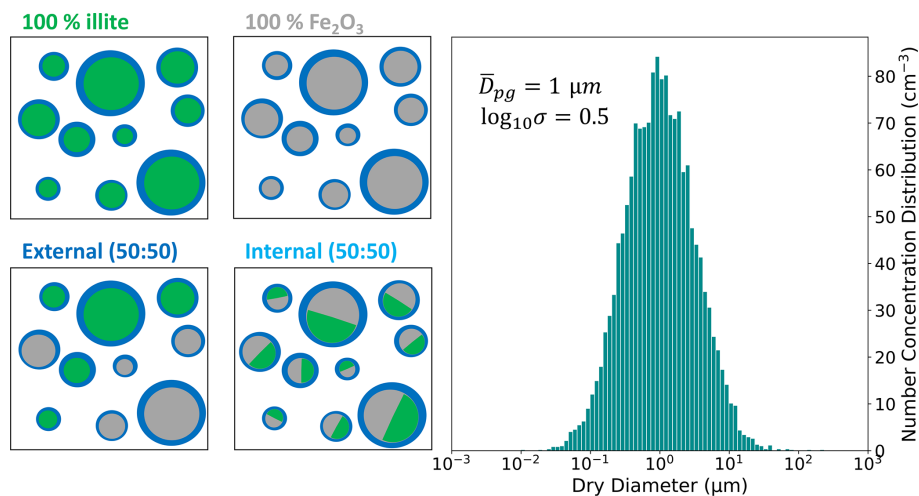 100 % illite
100 % Fe₂O₃
External (50:50)
Internal (50:50)
D̅pg = 1 μm
log₁₀σ = 0.5
Number Concentration Distribution (cm⁻³)
80
70
60
50
40
30
20
10
0
10⁻³ 10⁻² 10⁻¹ 10⁰ 10¹ 10² 10³
Dry Diameter (μm)